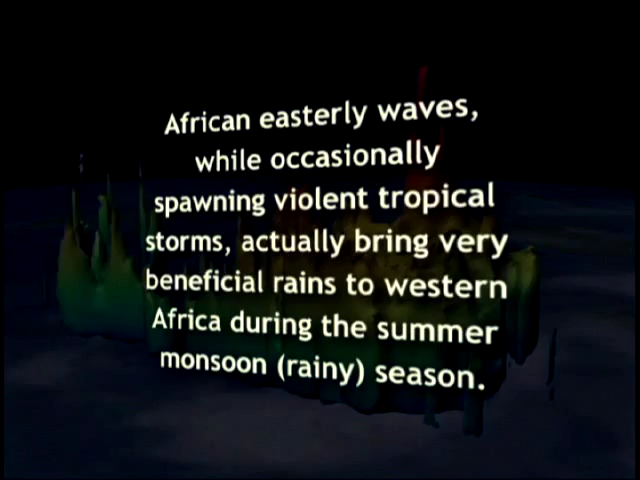 African easterly waves,
while occasionally
spawning violent tropical
storms, actually bring very
beneficial rains to western
Africa during the summer
monsoon (rainy) season.